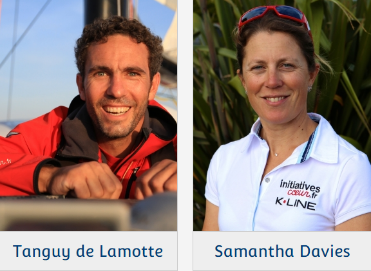 initiatives
cœur.fr
K-LINE
Tanguy de Lamotte
Samantha Davies